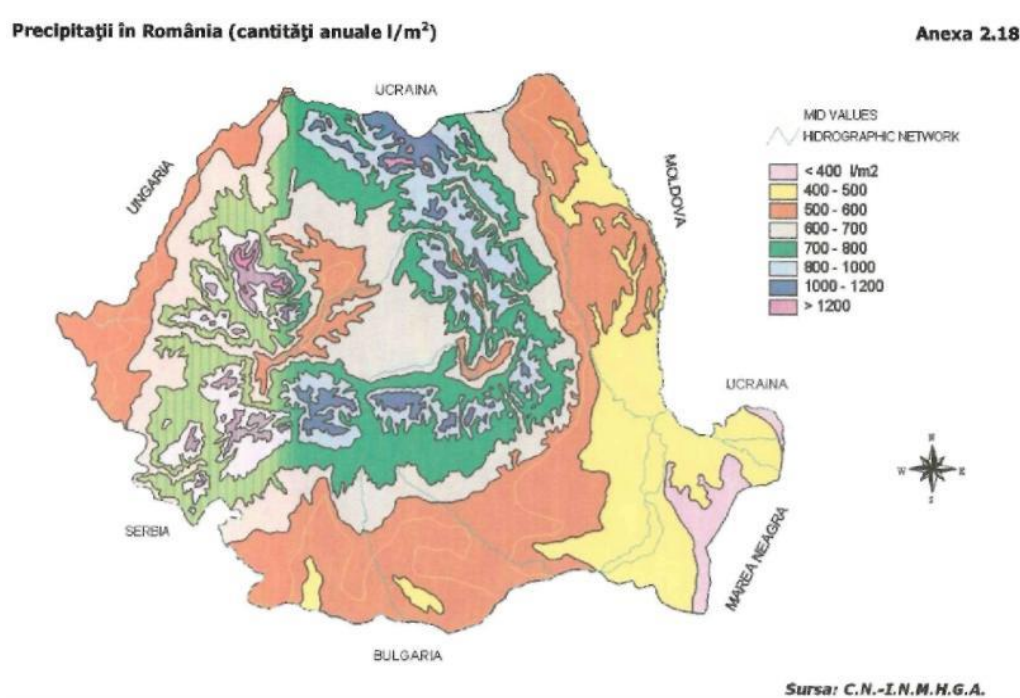 Precipitaţii în România (cantităţi anuale l/m²)
Anexa 2.18
UCRAINA
UNGARIA
MOLDOVA
MID VALUES
HIDROGRAPHIC NETWORK
< 400 l/m2
400 - 500
500 - 600
600 - 700
700 - 800
800 - 1000
1000 - 1200
> 1200
UCRAINA
N
W E
S
SERBIA
MAREA NEAGRA
BULGARIA
Sursa: C.N.-I.N.M.H.G.A.